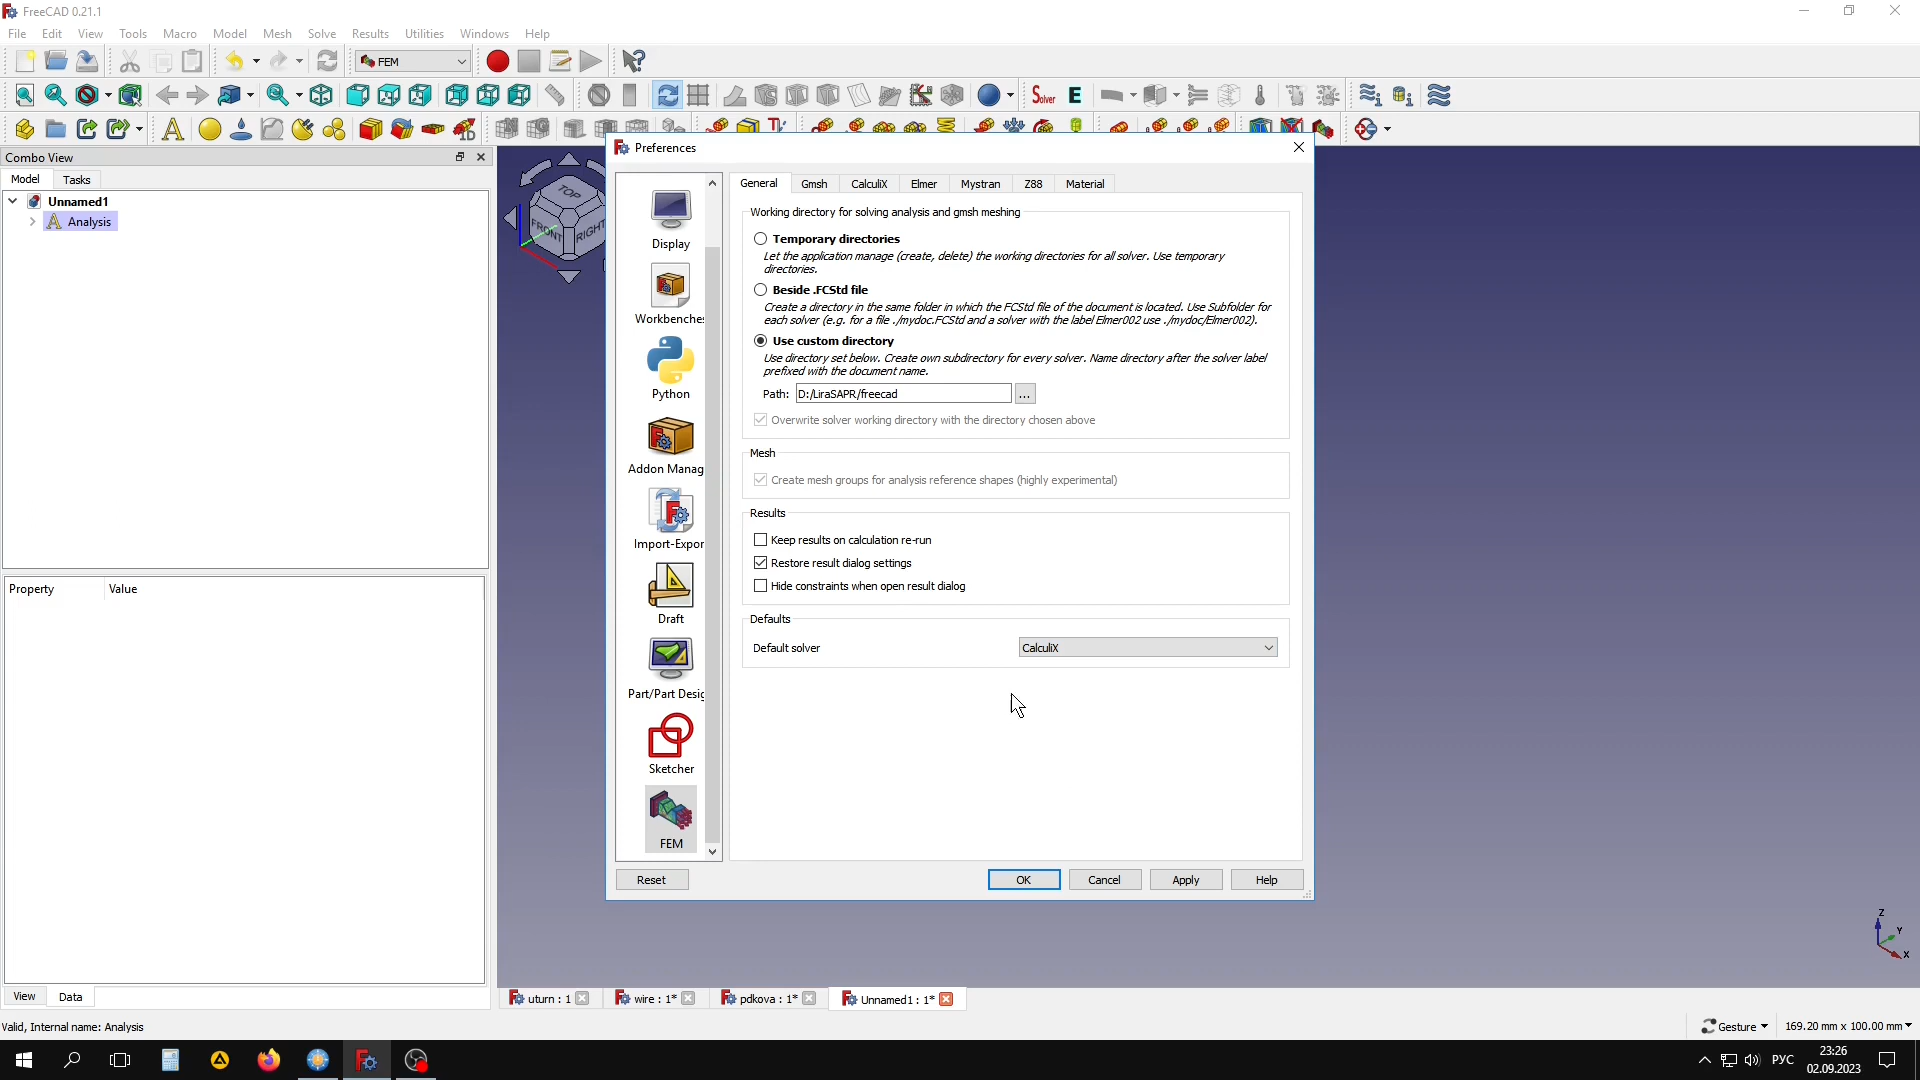 FreeCAD 0.21.1
File Edit View Tools Macro Model Mesh Solve Results Utilities Windows Help
FEM
Solver E
Combo View
Model Tasks
Unnamed1
Analysis
Property Value
View Data
TOP
FRONT RIGHT
Preferences
Display
Workbenches
Python
Addon Manag
Import-Expor
Draft
Part/Part Desig
Sketcher
FEM
General Gmsh CalculiX Elmer Mystran Z88 Material
Working directory for solving analysis and gmsh meshing
Temporary directories
Let the application manage (create, delete) the working directories for all solver. Use temporary
directories.
Beside .FCStd file
Create a directory in the same folder in which the FCStd file of the document is located. Use Subfolder for
each solver (e.g. for a file ./mydoc.FCStd and a solver with the label Elmer002 use ./mydoc/Elmer002).
Use custom directory
Use directory set below. Create own subdirectory for every solver. Name directory after the solver label
prefixed with the document name.
Path: D:/LiraSAPR/freecad ...
Overwrite solver working directory with the directory chosen above
Mesh
Create mesh groups for analysis reference shapes (highly experimental)
Results
Keep results on calculation re-run
Restore result dialog settings
Hide constraints when open result dialog
Defaults
Default solver CalculiX
Reset OK Cancel Apply Help
Z
Y
X
uturn : 1 wire : 1* pdkova : 1* Unnamed1 : 1*
Valid, Internal name: Analysis Gesture 169.20 mm x 100.00 mm
РУС 23:26
02.09.2023